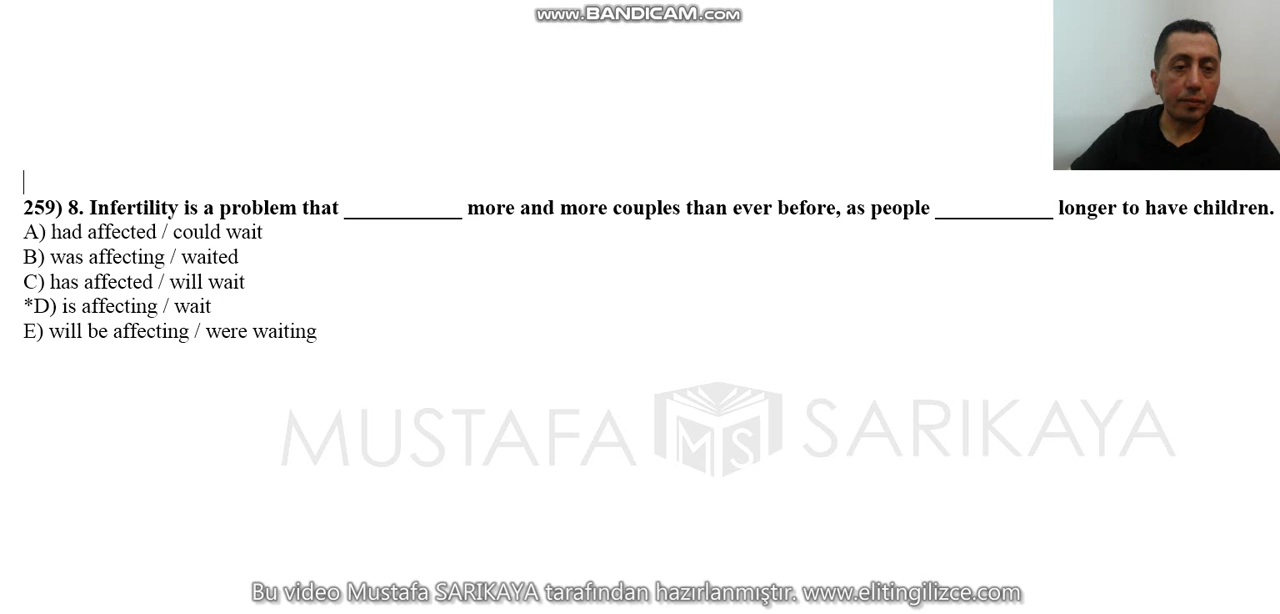 www.BANDICAM.com
259) 8. Infertility is a problem that ___________ more and more couples than ever before, as people ___________ longer to have children.
A) had affected / could wait
B) was affecting / waited
C) has affected / will wait
*D) is affecting / wait
E) will be affecting / were waiting
MUSTAFA MS SARIKAYA
Bu video Mustafa SARIKAYA tarafından hazırlanmıştır. www.elitingilizce.com